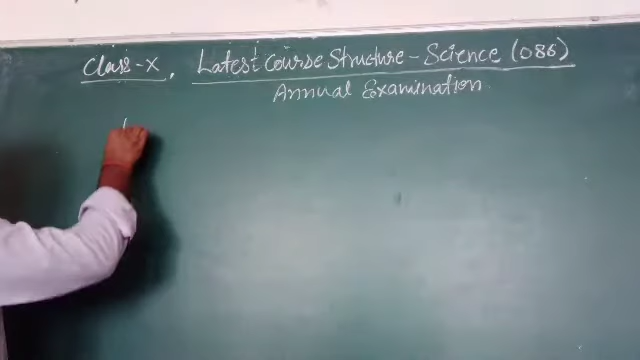 Class-X, Latest Course Structure - Science (086)
Annual Examination